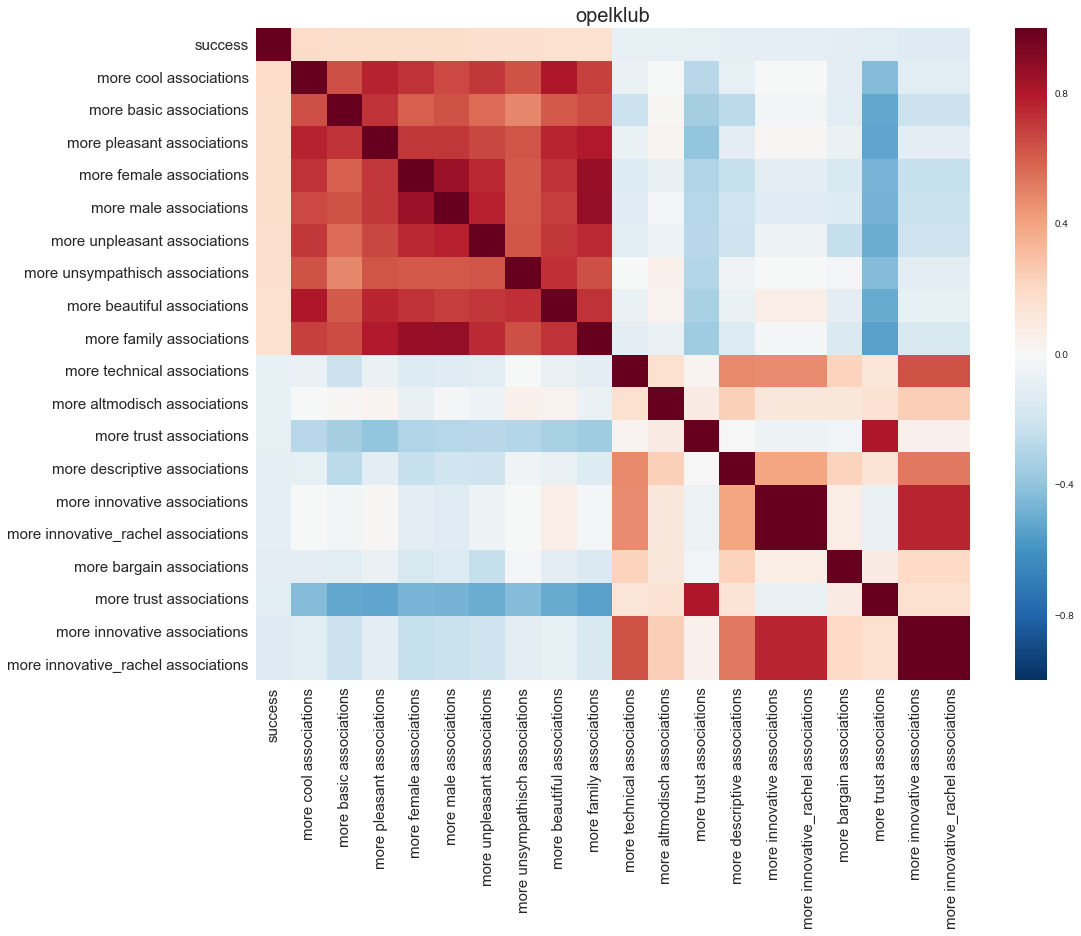 opelklub
success
more cool associations
more basic associations
more pleasant associations
more female associations
more male associations
more unpleasant associations
more unsympathisch associations
more beautiful associations
more family associations
more technical associations
more altmodisch associations
more trust associations
more descriptive associations
more innovative associations
more innovative_rachel associations
more bargain associations
more trust associations
more innovative associations
more innovative_rachel associations
0.8
0.4
0.0
-0.4
-0.8
success
more cool associations
more basic associations
more pleasant associations
more female associations
more male associations
more unpleasant associations
more unsympathisch associations
more beautiful associations
more family associations
more technical associations
more altmodisch associations
more trust associations
more descriptive associations
more innovative associations
more innovative_rachel associations
more bargain associations
more trust associations
more innovative associations
more innovative_rachel associations